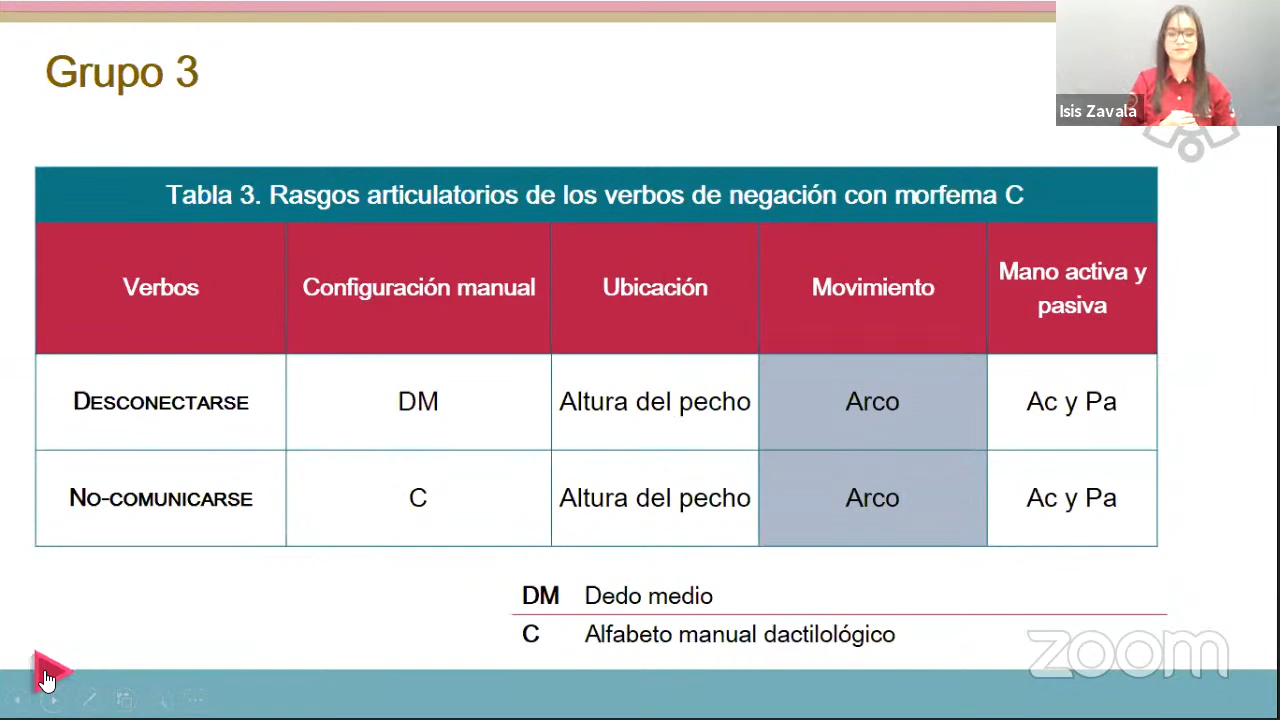 Grupo 3
Isis Zavala
Tabla 3. Rasgos articulatorios de los verbos de negación con morfema C
Verbos
Configuración manual
Ubicación
Movimiento
Mano activa y
pasiva
DESCONECTARSE
DM
Altura del pecho
Arco
Ac y Pa
NO-COMUNICARSE
C
Altura del pecho
Arco
Ac y Pa
DM Dedo medio
C Alfabeto manual dactilológico
zoom